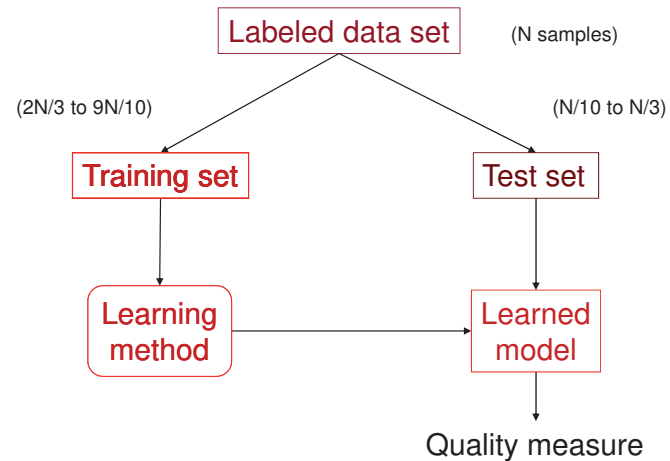 Labeled data set
(N samples)
(2N/3 to 9N/10)
(N/10 to N/3)
Training set
Test set
Learning
method
Learned
model
Quality measure